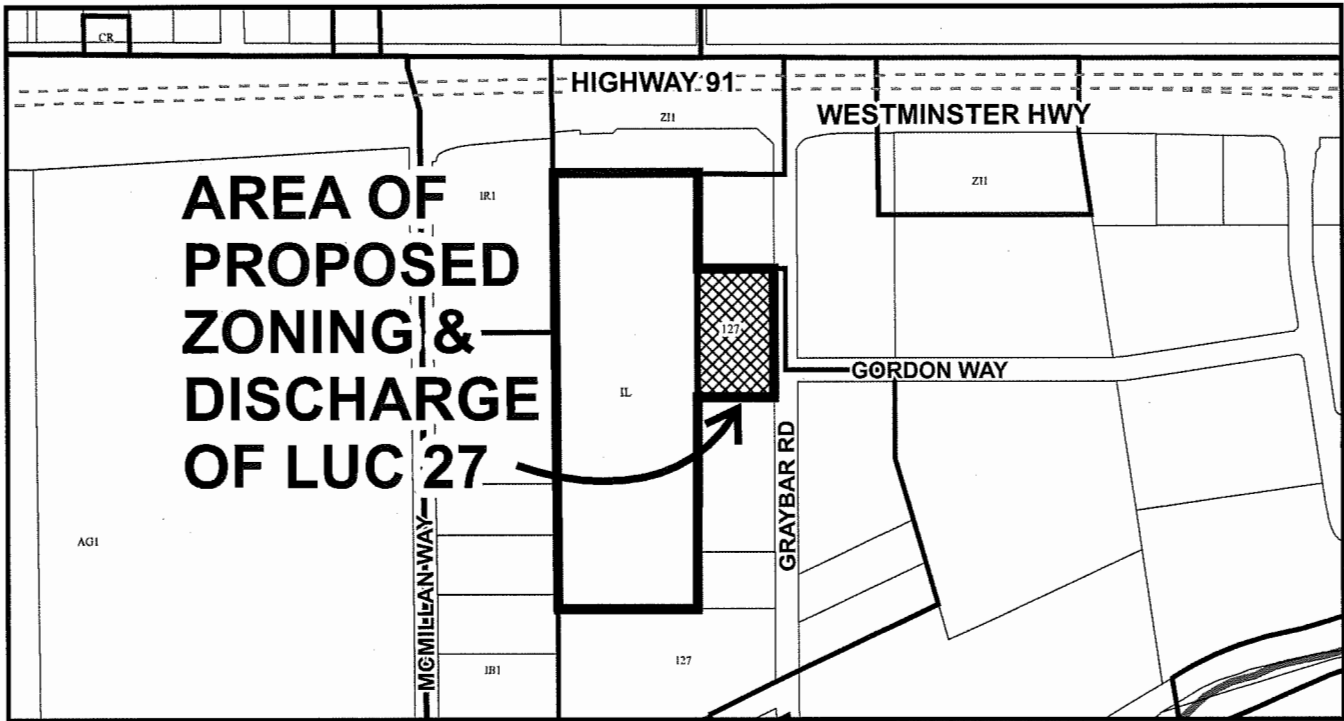 CR
HIGHWAY 91
WESTMINSTER HWY
ZI1
ZI1
AREA OF
PROPOSED
ZONING &
DISCHARGE
OF LUC 27
IR1
127
GORDON WAY
IL
GRAYBAR RD
AG1
MCMILLAN WAY
IB1
127